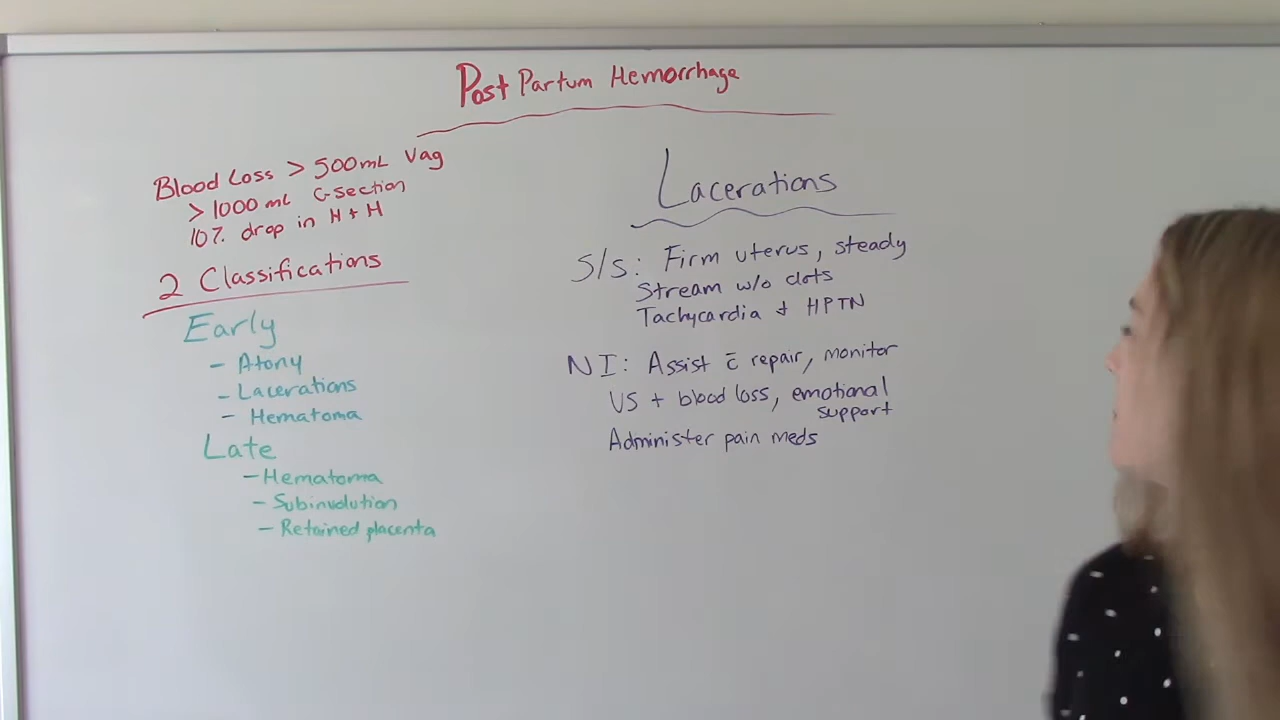 Post Partum Hemorrhage
Blood Loss > 500mL Vag
> 1000 mL C-section
10% drop in H + H
2 Classifications
Early
- Atony
- Lacerations
- Hematoma
Late
- Hematoma
- Subinvolution
- Retained placenta
Lacerations
S/s: Firm uterus, steady
Stream w/o clots
Tachycardia + HPTN
NI: Assist c̄ repair, monitor
VS + blood loss, emotional
support
Administer pain meds